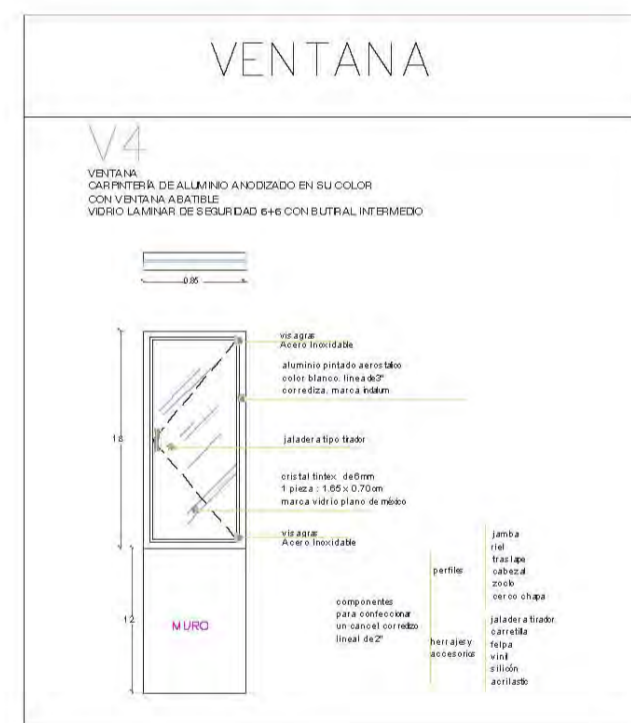 VENTANA
V4
VENTANA
CARPINTERÍA DE ALUMINIO ANODIZADO EN SU COLOR
CON VENTANA ABATIBLE
VIDRIO LAMINAR DE SEGURIDAD 6+6 CON BUTIRAL INTERMEDIO
0.85
visagras
Acero Inoxidable
aluminio pintado aerostatico
color blanco. linea de3"
corrediza. marca indalum
1.8
jaladera tipo tirador
cristal tintex de6mm
1 pieza : 1.65 x 0.70cm
marca vidrio plano de méxico
visagras
Acero Inoxidable
1.2
MURO
componentes
para confeccionar
un cancel corredizo
lineal de2"
perfiles
jamba
riel
traslape
cabezal
zoclo
cerco chapa
herrajes y
accesorios
jaladera tirador
carretilla
felpa
vinil
silicón
acrilastic